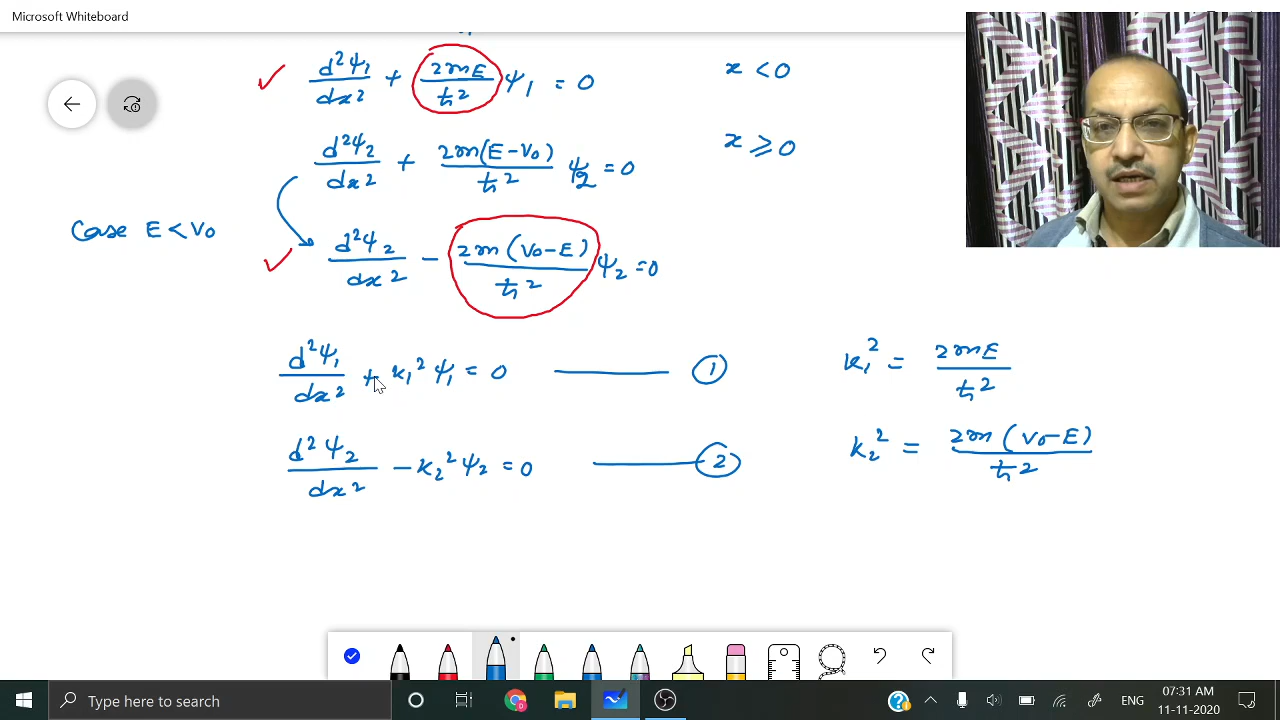 Microsoft Whiteboard
d²ψ₁/dx² + 2mE/ħ² ψ₁ = 0 x < 0
d²ψ₂/dx² + 2m(E-V₀)/ħ² ψ₂ = 0 x ⩾ 0
Case E < V₀
d²ψ₂/dx² - 2m(V₀-E)/ħ² ψ₂ = 0
d²ψ₁/dx² + k₁² ψ₁ = 0 ——— ① k₁² = 2mE/ħ²
d²ψ₂/dx² - k₂² ψ₂ = 0 ——— ② k₂² = 2m(V₀-E)/ħ²
Type here to search
ENG
07:31 AM
11-11-2020